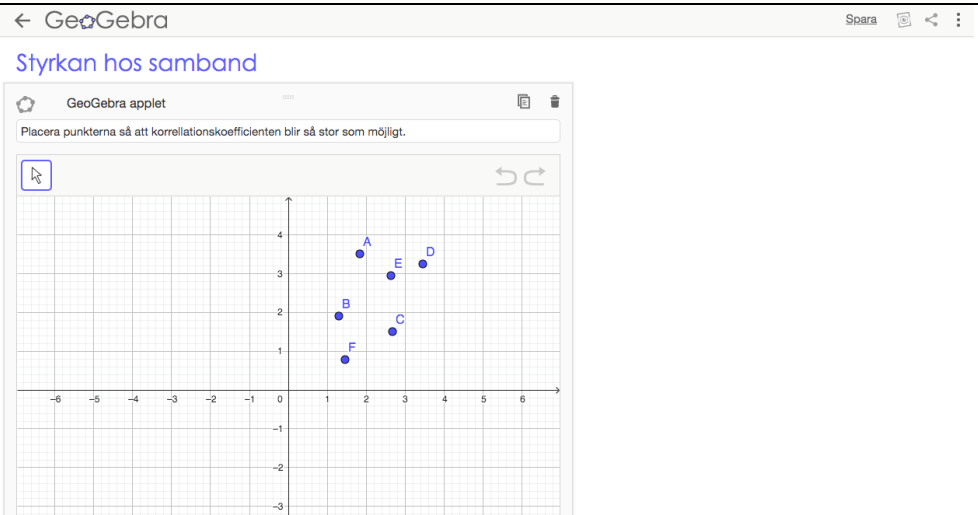 GeoGebra
Spara
Styrkan hos samband
GeoGebra applet
Placera punkterna så att korrellationskoefficienten blir så stor som möjligt.
4
A
D
E
3
B
2
C
F
1
–6 –5 –4 –3 –2 –1 0 1 2 3 4 5 6
–1
–2
–3